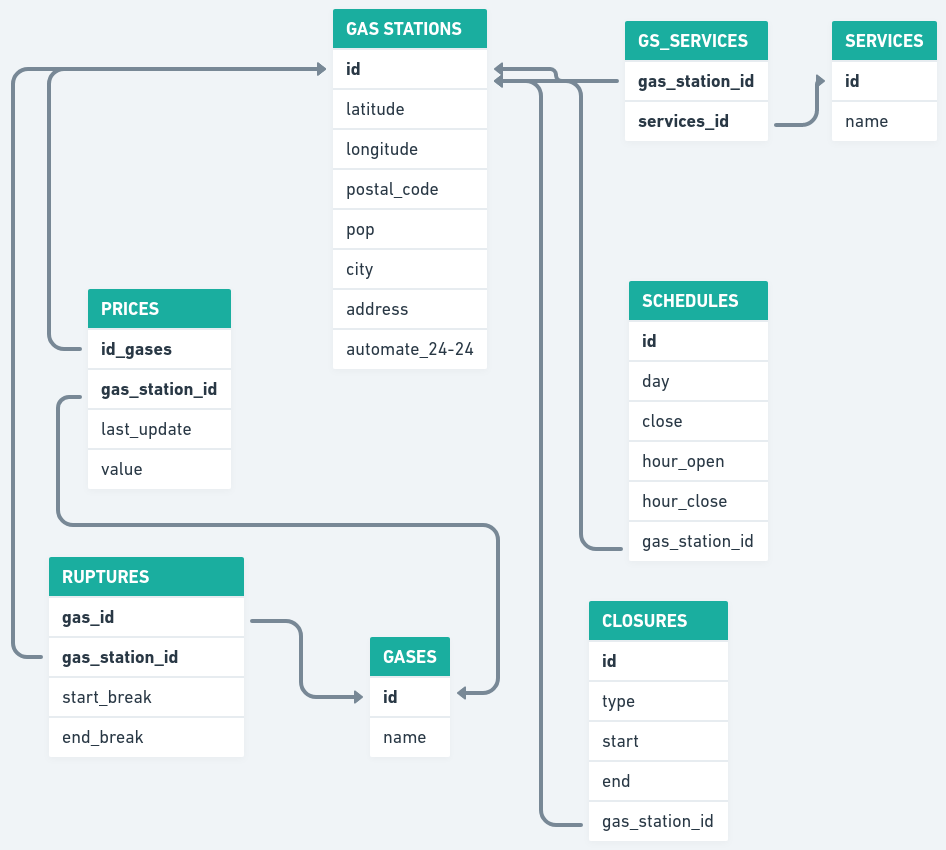 GAS STATIONS
id
latitude
longitude
postal_code
pop
city
address
automate_24-24
GS_SERVICES
gas_station_id
services_id
SERVICES
id
name
PRICES
id_gases
gas_station_id
last_update
value
SCHEDULES
id
day
close
hour_open
hour_close
gas_station_id
RUPTURES
gas_id
gas_station_id
start_break
end_break
GASES
id
name
CLOSURES
id
type
start
end
gas_station_id